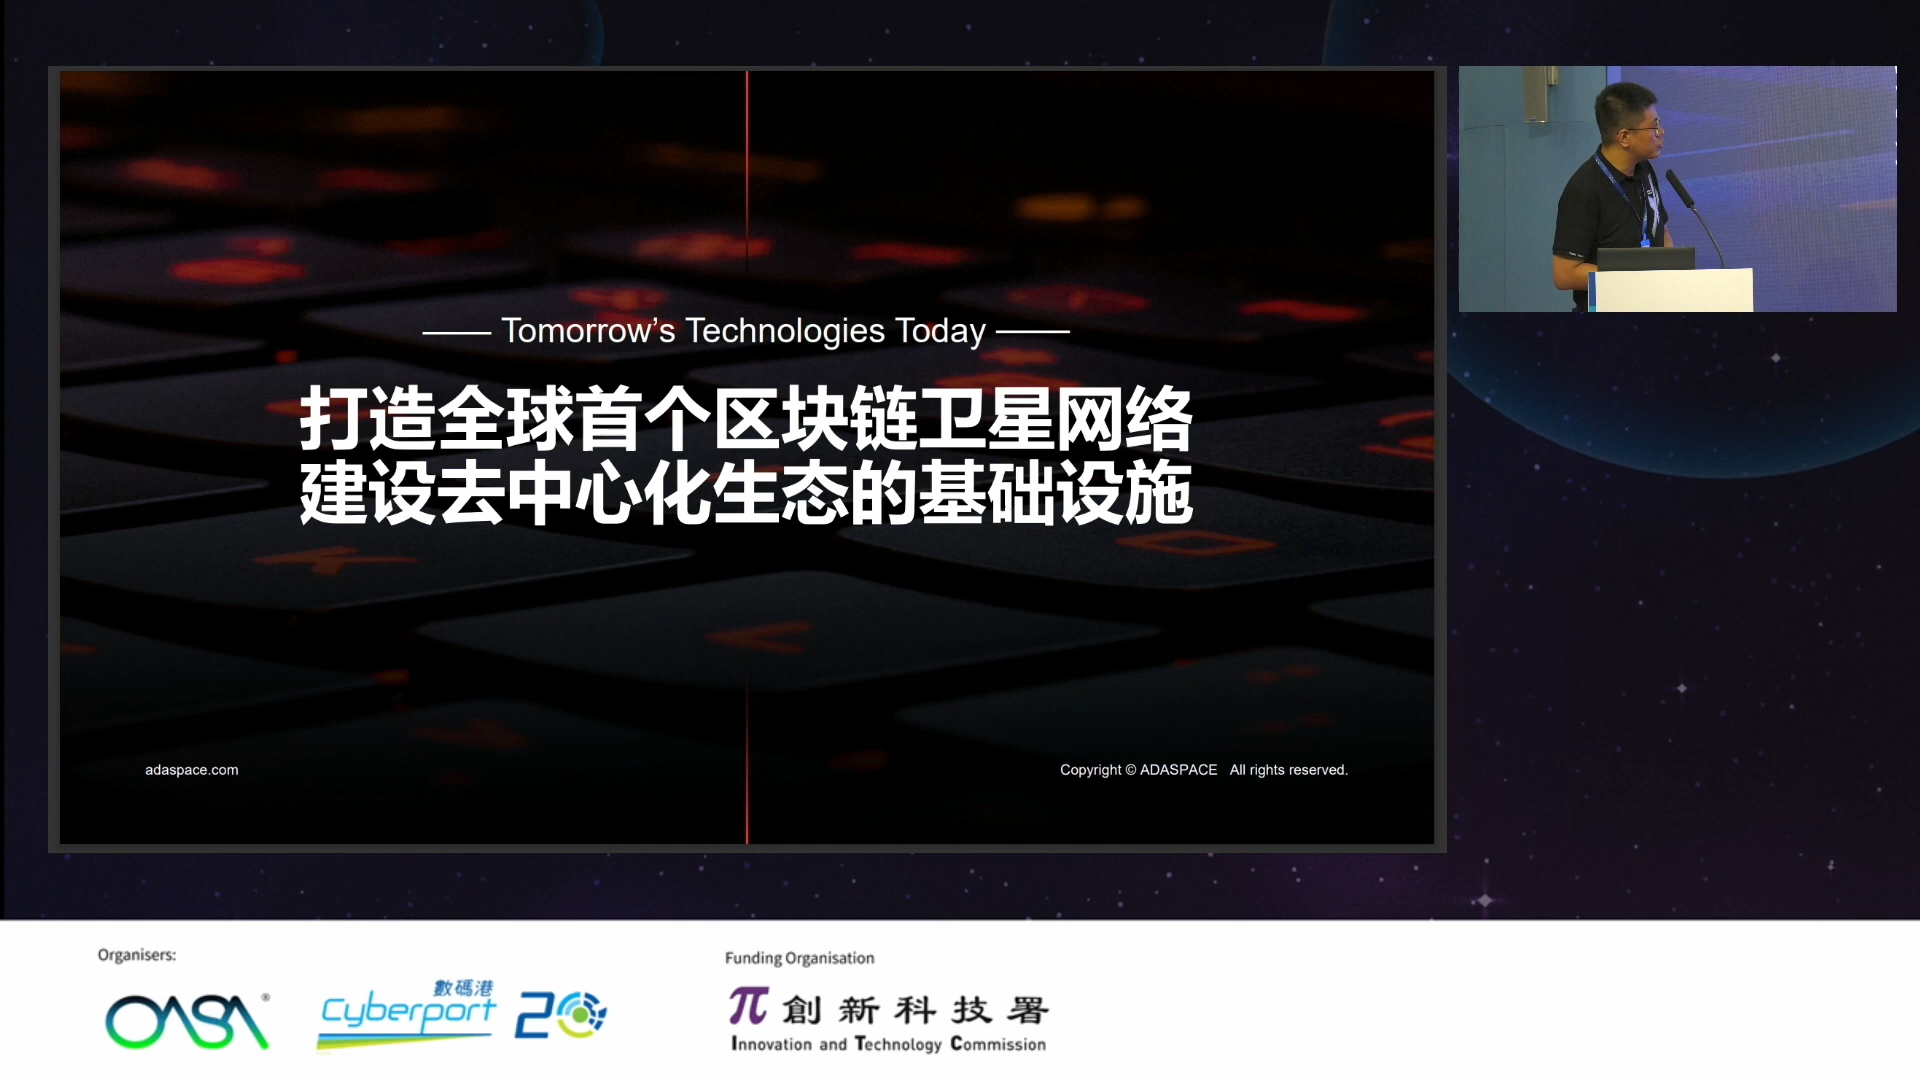 Tomorrow’s Technologies Today
打造全球首个区块链卫星网络
建设去中心化生态的基础设施
adaspace.com
Copyright © ADASPACE All rights reserved.
Organisers:
OASA®
數碼港
Cyberport 20
Funding Organisation
創新科技署
Innovation and Technology Commission